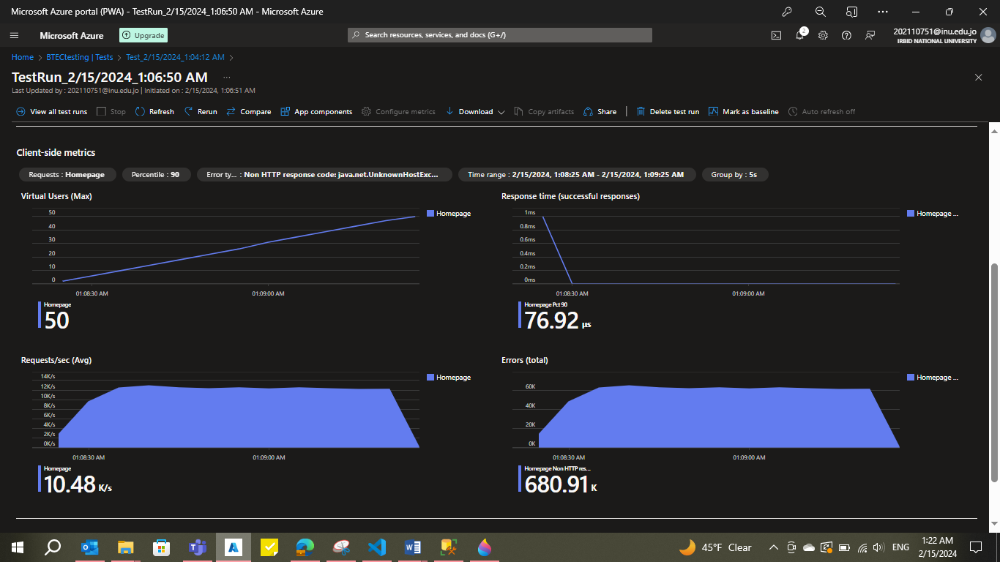 Microsoft Azure portal (PWA) - TestRun_2/15/2024_1:06:50 AM - Microsoft Azure
Microsoft Azure
Upgrade
Search resources, services, and docs (G+/)
2
202110751@inu.edu.jo
IRBID NATIONAL UNIVERSITY
Home > BTECtesting | Tests > Test_2/15/2024_1:04:12 AM >
TestRun_2/15/2024_1:06:50 AM ...
Last Updated by : 202110751@inu.edu.jo | Initiated on : 2/15/2024, 1:06:51 AM
View all test runs Stop Refresh Rerun Compare App components Configure metrics Download Copy artifacts Share Delete test run Mark as baseline Auto refresh off
Client-side metrics
Requests : Homepage Percentile : 90 Error ty... : Non HTTP response code: java.net.UnknownHostExc... Time range : 2/15/2024, 1:08:25 AM - 2/15/2024, 1:09:25 AM Group by : 5s
Virtual Users (Max)
50
40
30
20
10
0
01:08:30 AM 01:09:00 AM
Homepage
Homepage
50
Response time (successful responses)
1ms
0.8ms
0.6ms
0.4ms
0.2ms
0ms
01:08:30 AM 01:09:00 AM
Homepage ...
Homepage Pct 90
76.92 µs
Requests/sec (Avg)
14K/s
12K/s
10K/s
8K/s
6K/s
4K/s
2K/s
0K/s
01:08:30 AM 01:09:00 AM
Homepage
Homepage
10.48 K/s
Errors (total)
60K
40K
20K
0K
01:08:30 AM 01:09:00 AM
Homepage ...
Homepage Non HTTP res...
680.91 K
45°F Clear
ENG
1:22 AM
2/15/2024